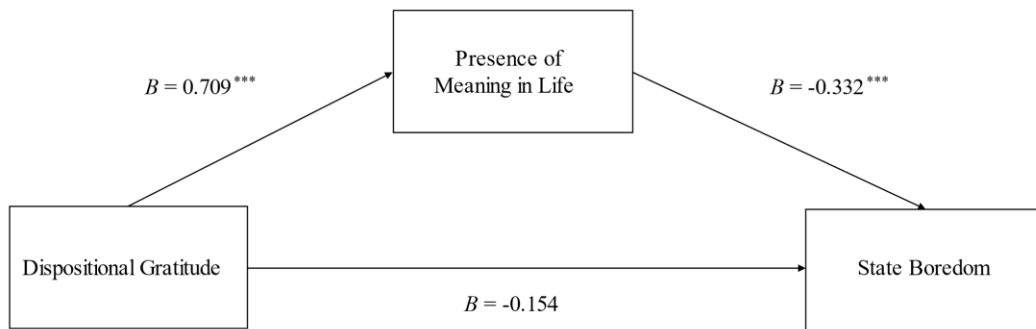 Presence of
Meaning in Life
B = 0.709***
B = -0.332***
Dispositional Gratitude
State Boredom
B = -0.154